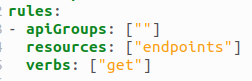 rules:
- apiGroups: [""]
  resources: ["endpoints"]
  verbs: ["get"]